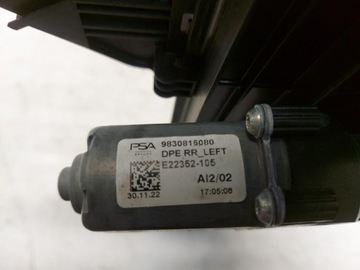 PSA
9830815080
DPE RR_LEFT
E22352-105
30.11.22
AI2/02
17:05:06